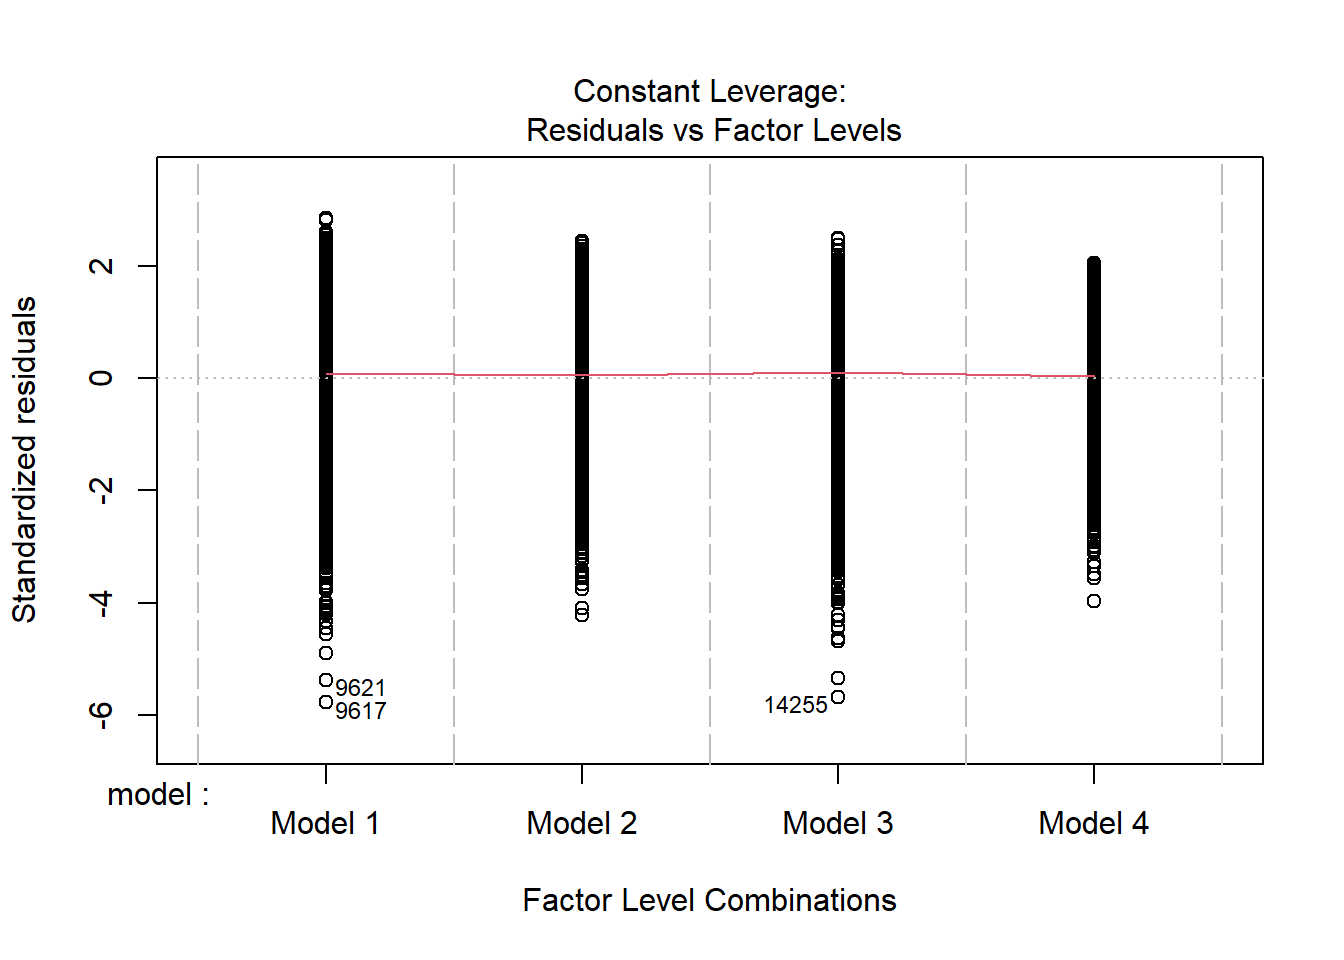 Constant Leverage:
Residuals vs Factor Levels
Standardized residuals
2
0
-2
-4
-6
9621
9617
14255
model :
Model 1 Model 2 Model 3 Model 4
Factor Level Combinations